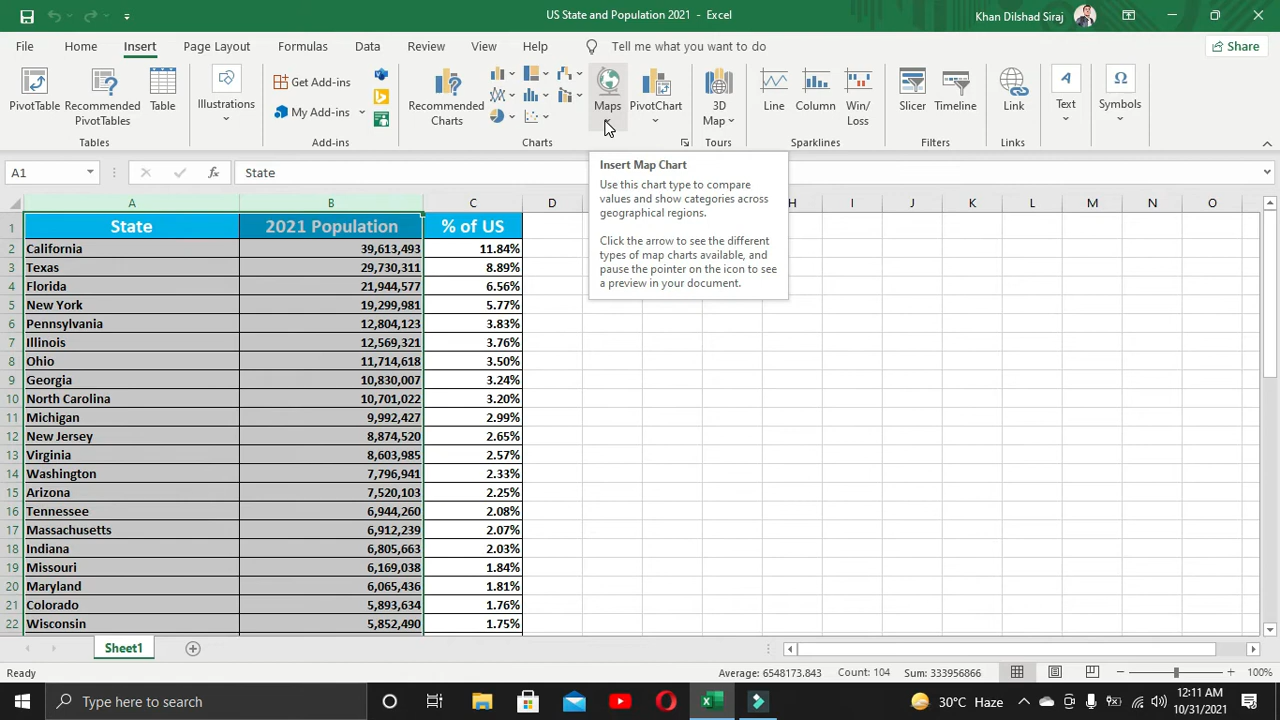 US State and Population 2021 - Excel
Khan Dilshad Siraj
File Home Insert Page Layout Formulas Data Review View Help Tell me what you want to do Share
PivotTable
Recommended PivotTables
Table
Illustrations
Get Add-ins
My Add-ins
Recommended Charts
Maps
PivotChart
3D Map
Line
Column
Win/Loss
Slicer
Timeline
Link
Text
Symbols
Tables
Add-ins
Charts
Tours
Sparklines
Filters
Links
A1 fx State
Insert Map Chart
Use this chart type to compare
values and show categories across
geographical regions.
Click the arrow to see the different
types of map charts available, and
pause the pointer on the icon to see
a preview in your document.
A B C D H I J K L M N O
1 State 2021 Population % of US
2 California 39,613,493 11.84%
3 Texas 29,730,311 8.89%
4 Florida 21,944,577 6.56%
5 New York 19,299,981 5.77%
6 Pennsylvania 12,804,123 3.83%
7 Illinois 12,569,321 3.76%
8 Ohio 11,714,618 3.50%
9 Georgia 10,830,007 3.24%
10 North Carolina 10,701,022 3.20%
11 Michigan 9,992,427 2.99%
12 New Jersey 8,874,520 2.65%
13 Virginia 8,603,985 2.57%
14 Washington 7,796,941 2.33%
15 Arizona 7,520,103 2.25%
16 Tennessee 6,944,260 2.08%
17 Massachusetts 6,912,239 2.07%
18 Indiana 6,805,663 2.03%
19 Missouri 6,169,038 1.84%
20 Maryland 6,065,436 1.81%
21 Colorado 5,893,634 1.76%
22 Wisconsin 5,852,490 1.75%
Sheet1
Ready Average: 6548173.843 Count: 104 Sum: 333956866 100%
Type here to search
30°C Haze
12:11 AM
10/31/2021